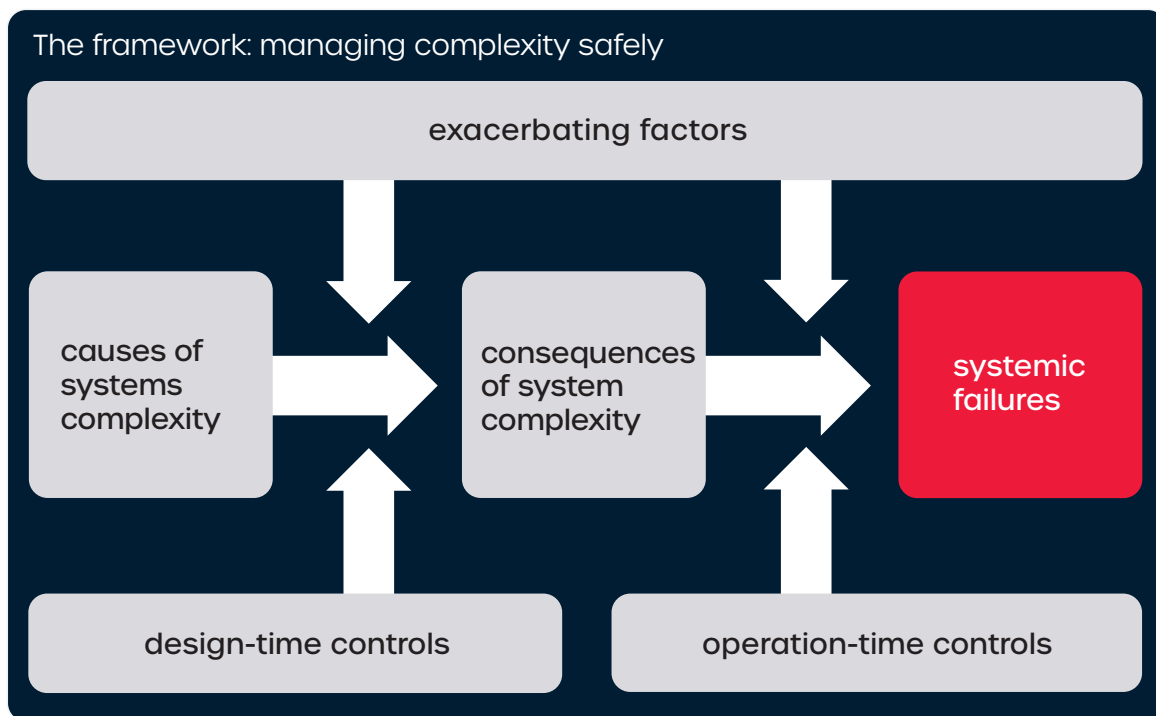 The framework: managing complexity safely
exacerbating factors
causes of
systems
complexity
consequences
of system
complexity
systemic
failures
design-time controls
operation-time controls